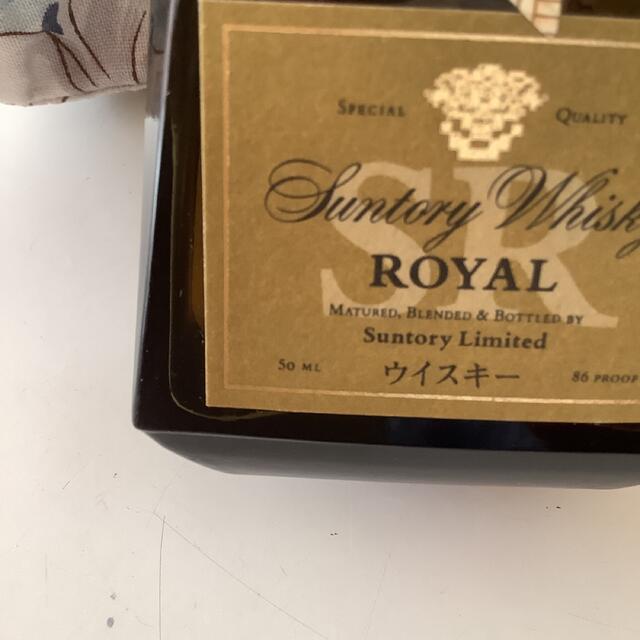 SPECIAL QUALITY
SR
Suntory Whisky
ROYAL
MATURED, BLENDED & BOTTLED BY
Suntory Limited
50 ML ウイスキー 86 PROOF